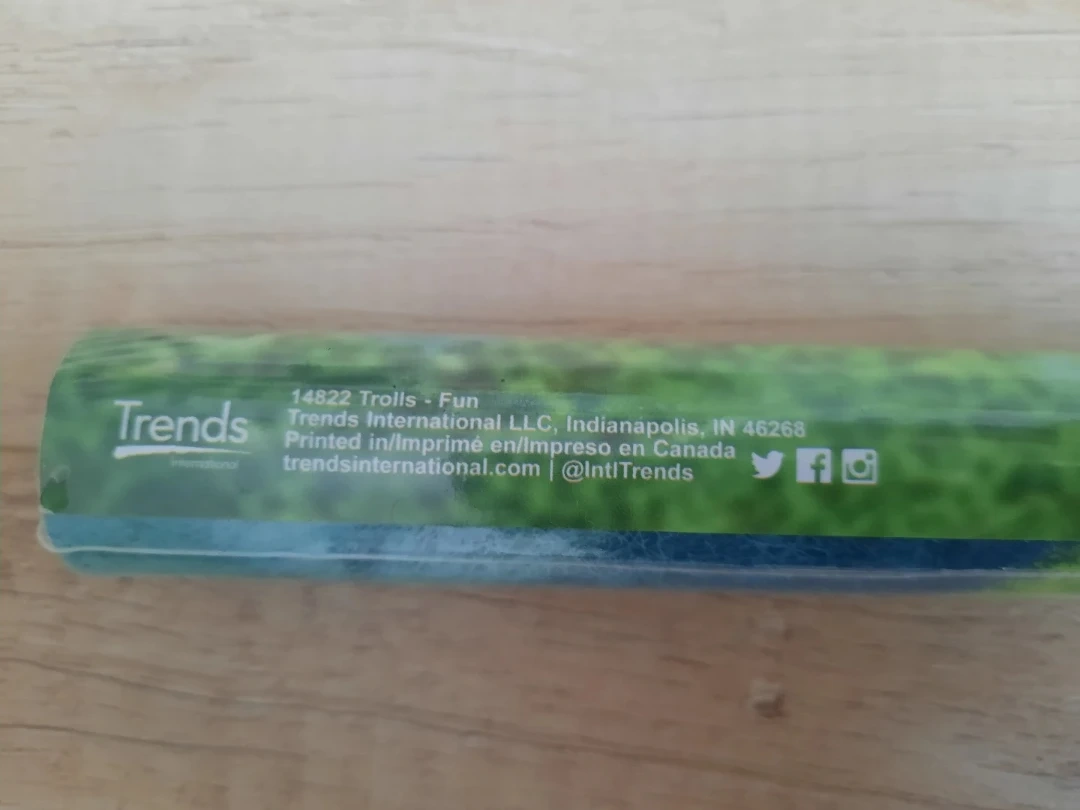 Trends
international
14822 Trolls - Fun
Trends International LLC, Indianapolis, IN 46268
Printed in/Imprimé en/Impreso en Canada
trendsinternational.com | @IntlTrends